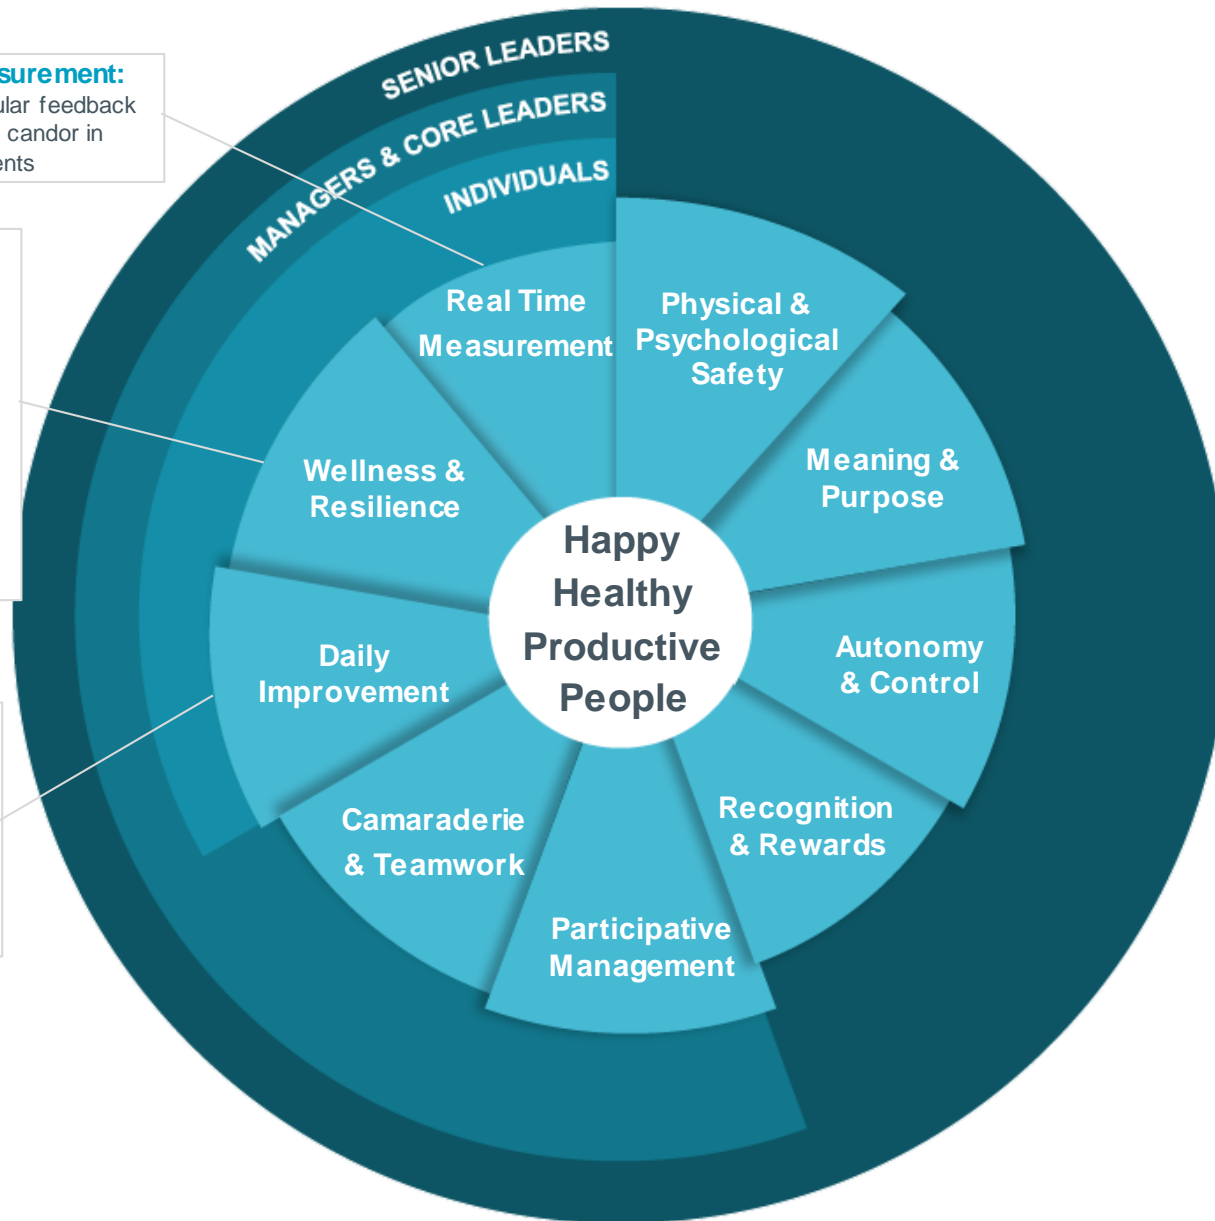 SENIOR LEADERS
MANAGERS & CORE LEADERS
INDIVIDUALS
surement:
ular feedback
candor in
ents
Real Time
Measurement
Physical &
Psychological
Safety
Meaning &
Purpose
Autonomy
& Control
Recognition
& Rewards
Participative
Management
Camaraderie
& Teamwork
Daily
Improvement
Wellness &
Resilience
Happy
Healthy
Productive
People